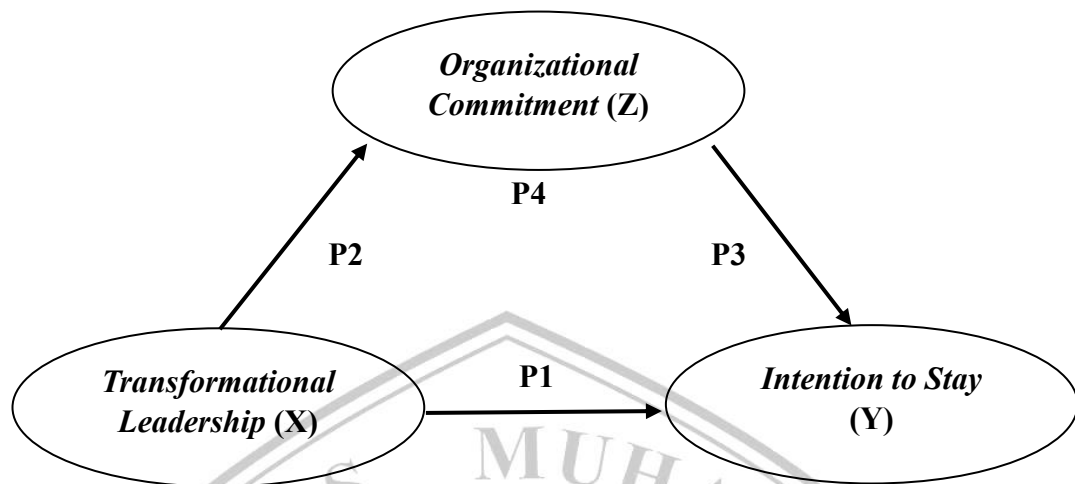 Organizational
Commitment (Z)
P4
P2
P3
Transformational
Leadership (X)
P1
Intention to Stay
(Y)